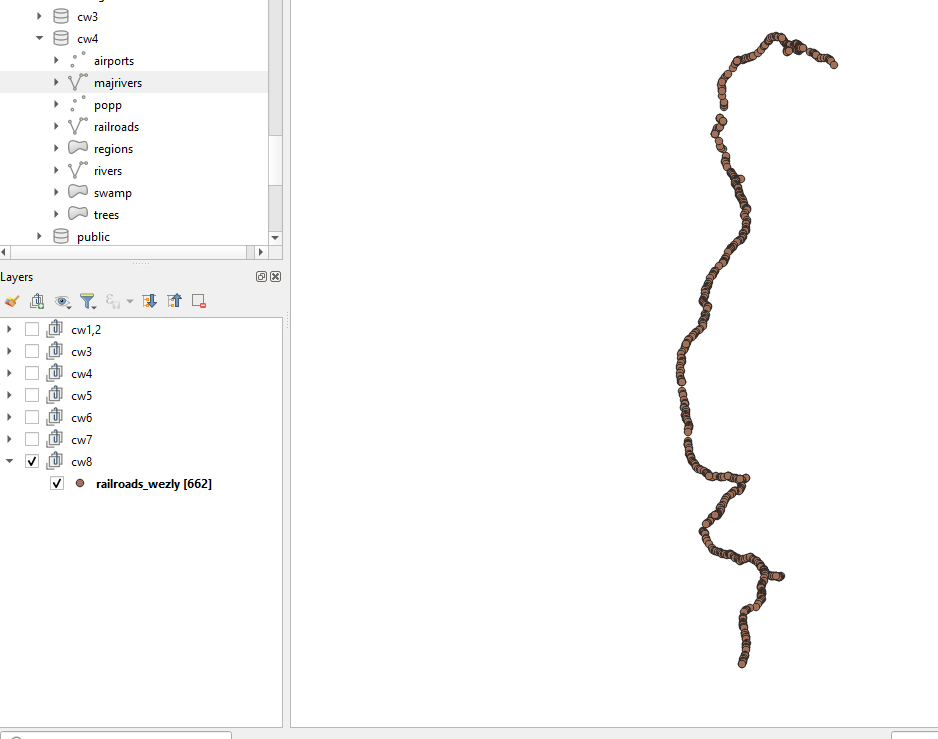 cw3
cw4
airports
majrivers
popp
railroads
regions
rivers
swamp
trees
public
Layers
cw1,2
cw3
cw4
cw5
cw6
cw7
cw8
railroads_wezly [662]